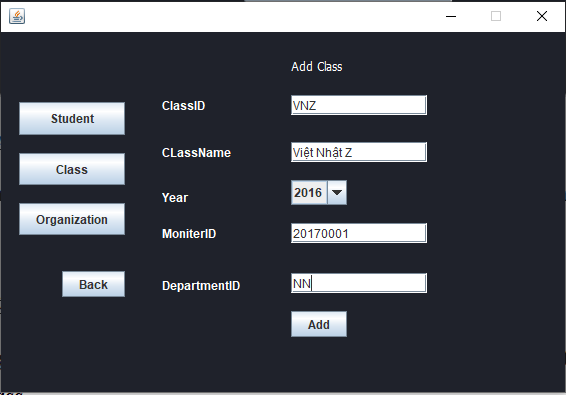 Add Class
Student
Class
Organization
Back
ClassID
VNZ
CLassName
Việt Nhật Z
Year
2016
MoniterID
20170001
DepartmentID
NN
Add